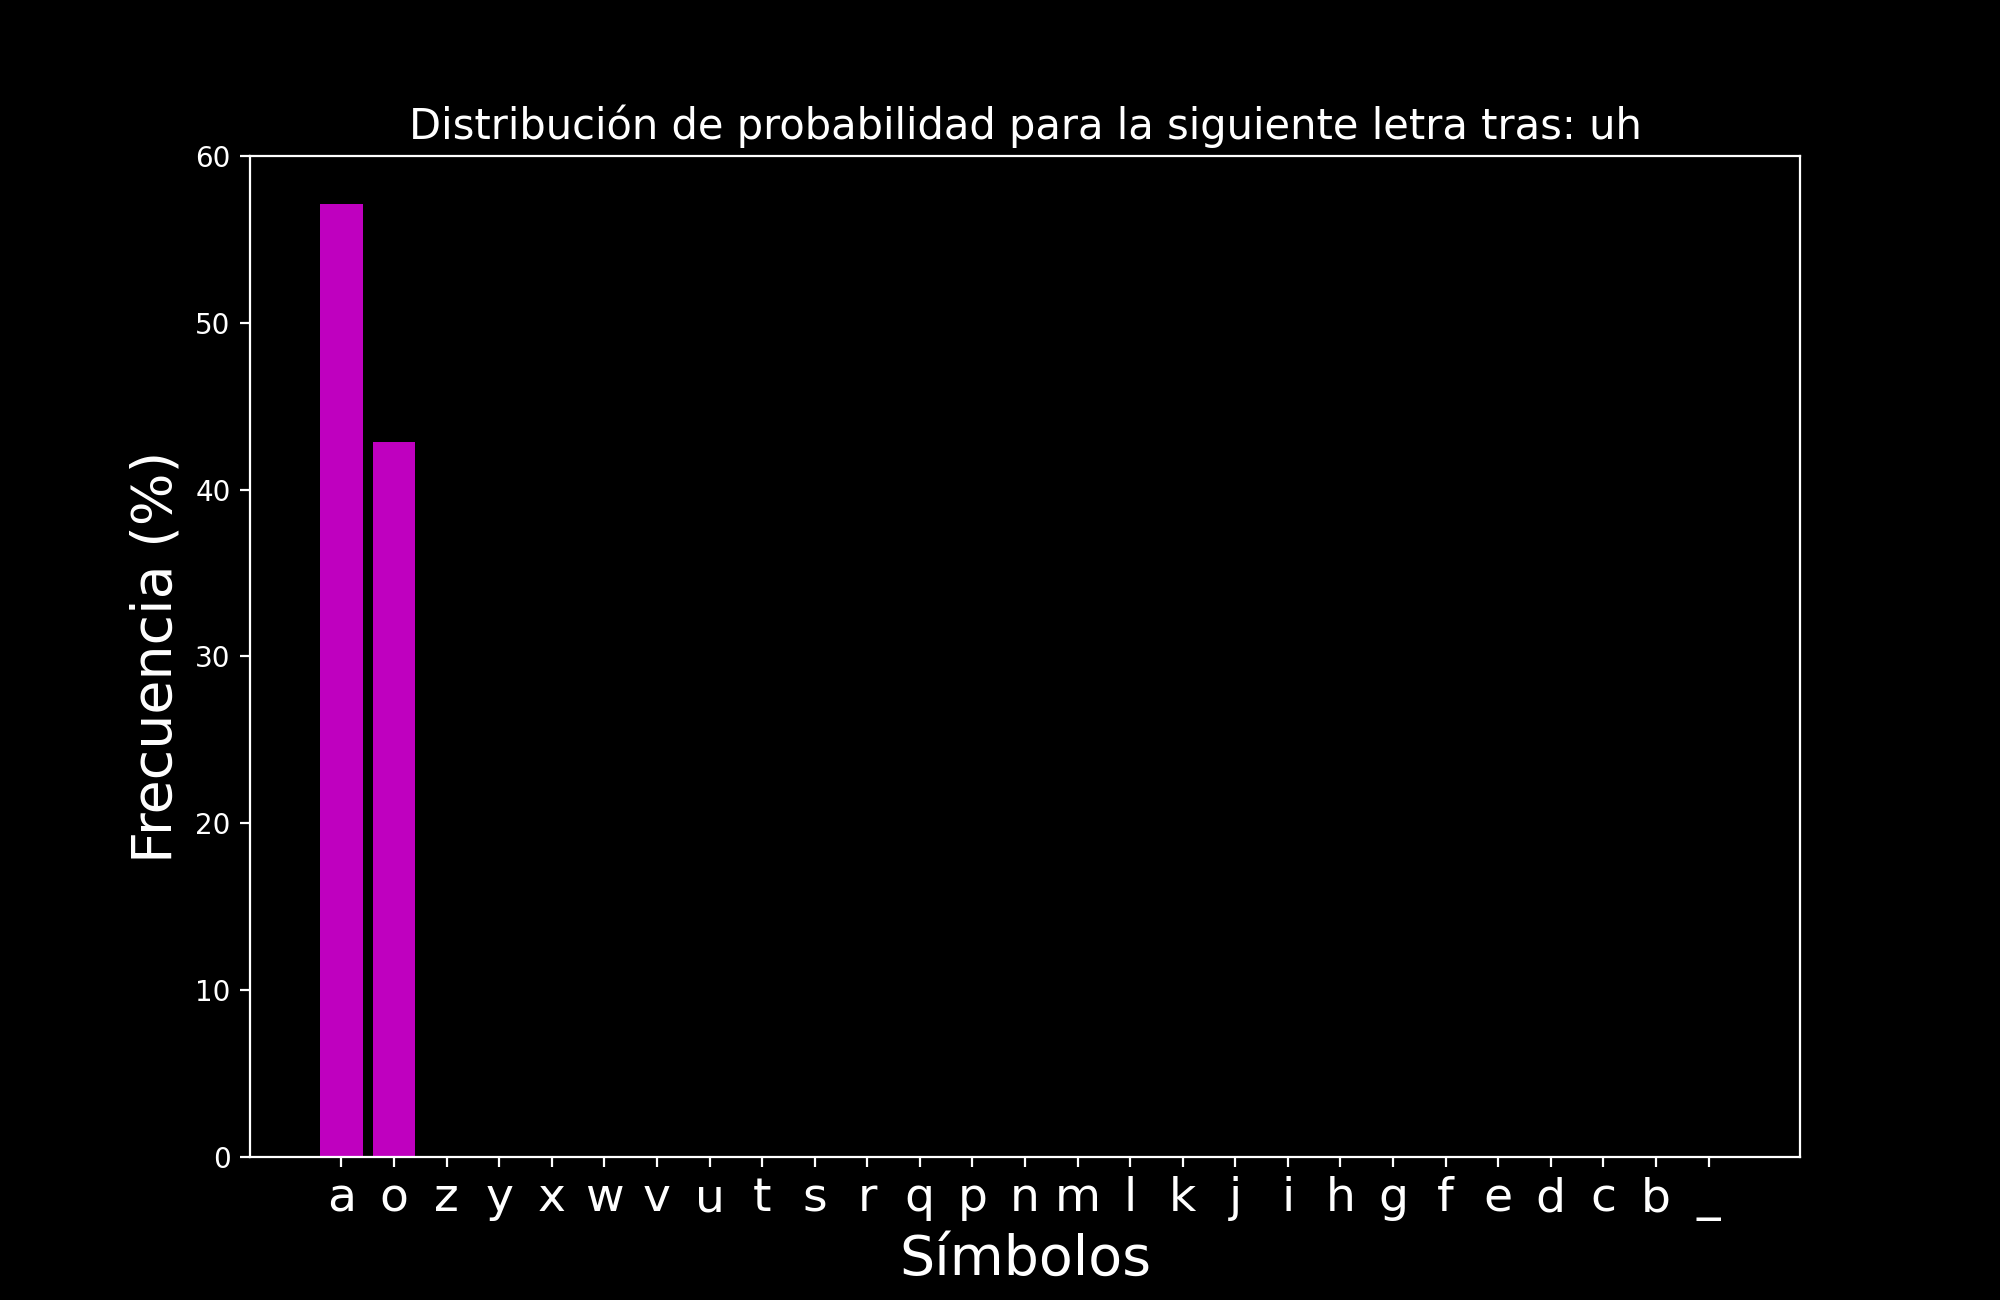 Distribución de probabilidad para la siguiente letra tras: uh
60
50
40
30
20
10
0
Frecuencia (%)
a o z y x w v u t s r q p n m l k j i h g f e d c b _
Símbolos